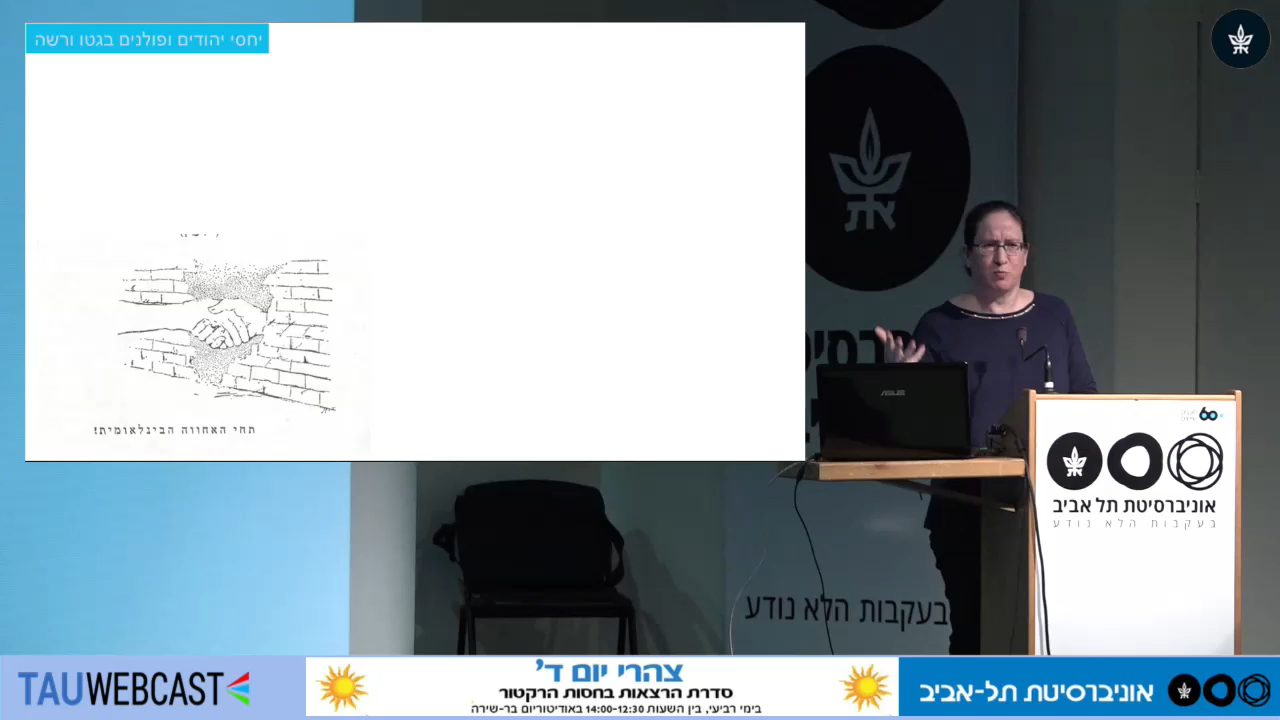 יחסי יהודים ופולנים בגטו ורשה
תחי האחווה הבינלאומית!
ASUS
60
אוניברסיטת תל אביב
בעקבות הלא נודע
בעקבות הלא נודע
TAUWEBCAST
צהרי יום ד'
סדרת הרצאות בחסות הרקטור
בימי רביעי, בין השעות 14:00-12:30 באודיטוריום בר-שירה
אוניברסיטת תל-אביב